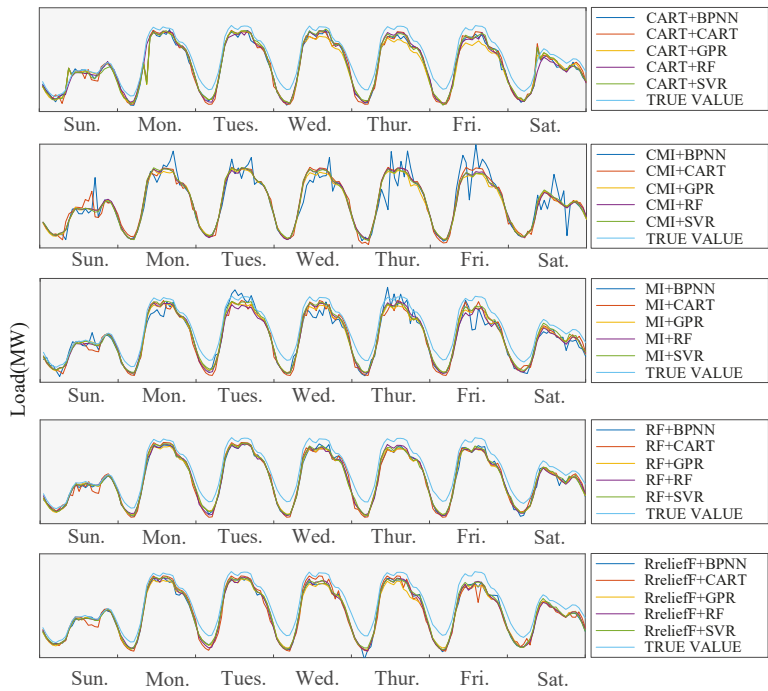 CART+BPNN
CART+CART
CART+GPR
CART+RF
CART+SVR
TRUE VALUE
Sun. Mon. Tues. Wed. Thur. Fri. Sat.
CMI+BPNN
CMI+CART
CMI+GPR
CMI+RF
CMI+SVR
TRUE VALUE
Sun. Mon. Tues. Wed. Thur. Fri. Sat.
Load(MW)
MI+BPNN
MI+CART
MI+GPR
MI+RF
MI+SVR
TRUE VALUE
Sun. Mon. Tues. Wed. Thur. Fri. Sat.
RF+BPNN
RF+CART
RF+GPR
RF+RF
RF+SVR
TRUE VALUE
Sun. Mon. Tues. Wed. Thur. Fri. Sat.
RreliefF+BPNN
RreliefF+CART
RreliefF+GPR
RreliefF+RF
RreliefF+SVR
TRUE VALUE
Sun. Mon. Tues. Wed. Thur. Fri. Sat.